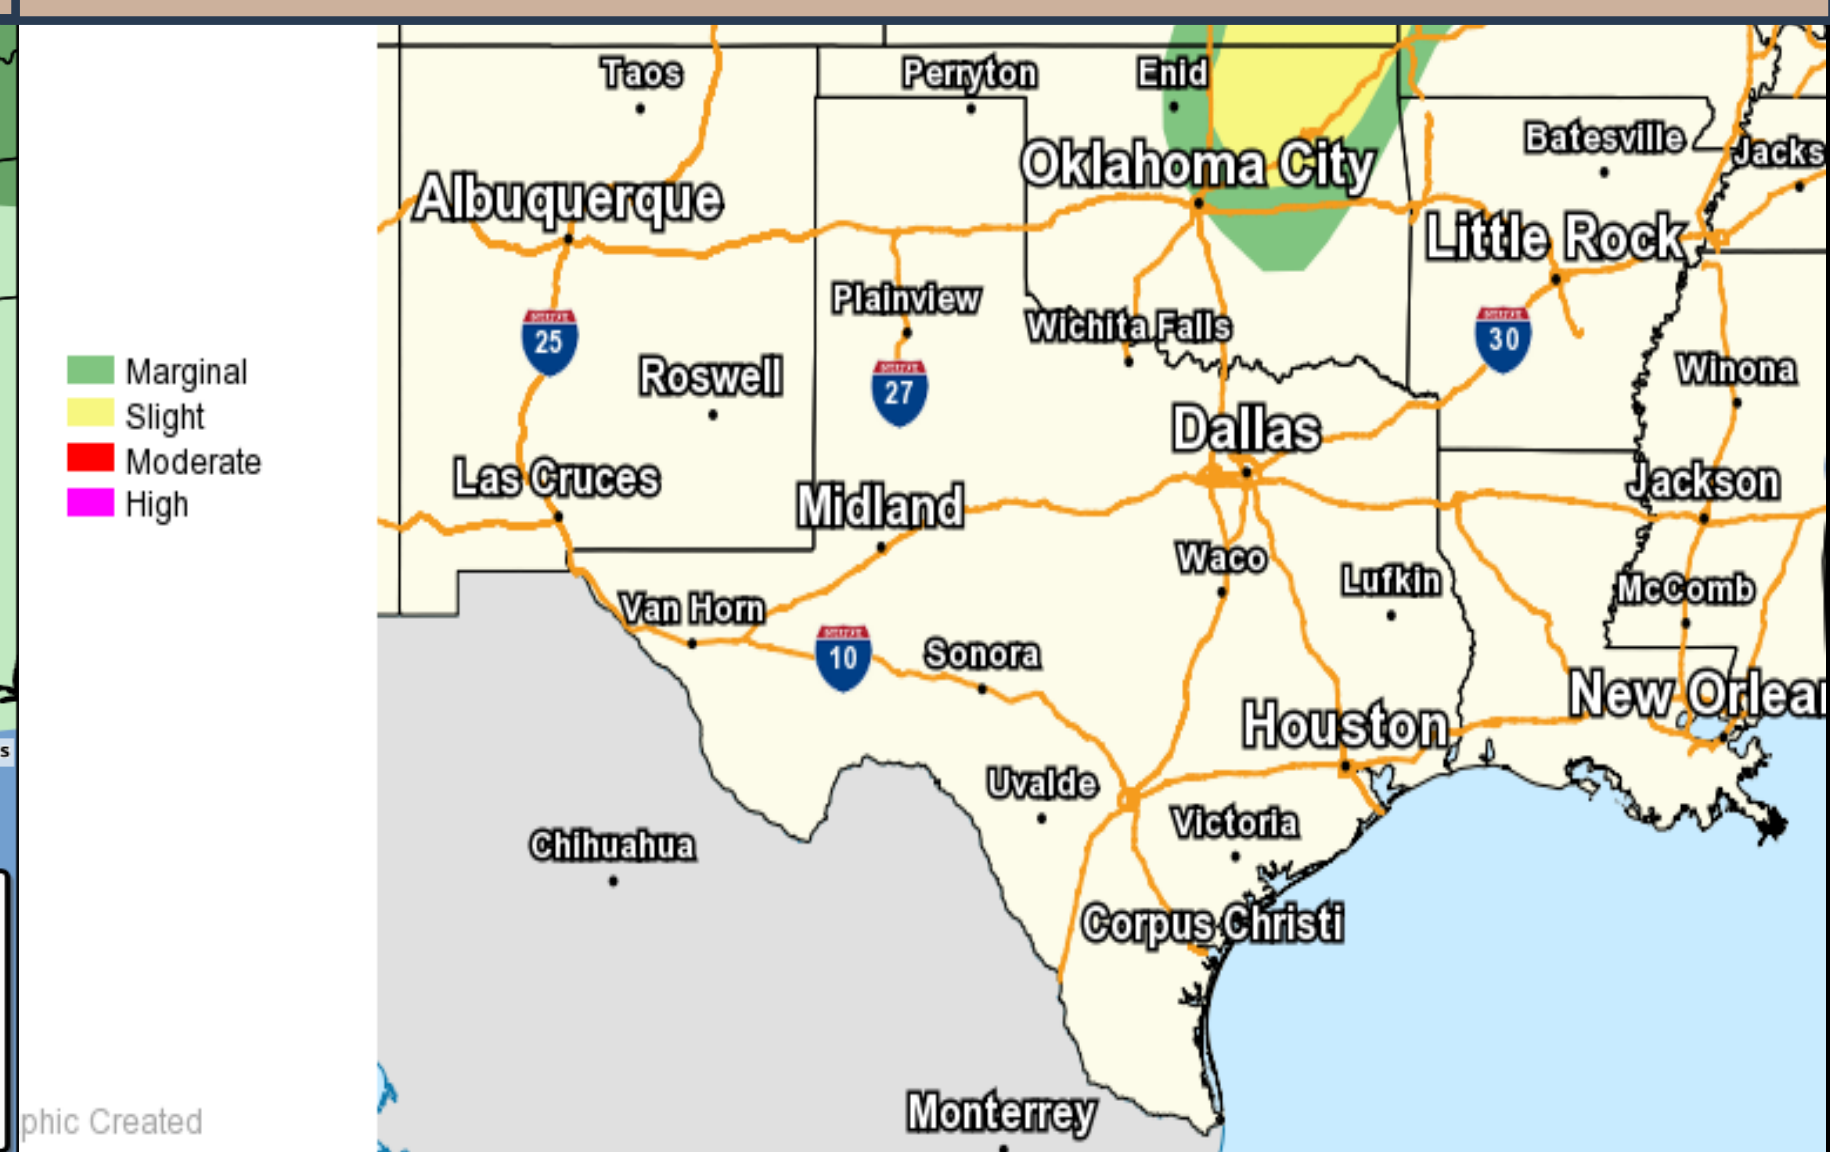 Taos
Perryton
Enid
Batesville
Jacks
Oklahoma City
Albuquerque
Little Rock
Plainview
Wichita Falls
25
30
Marginal
Roswell
27
Winona
Slight
Dallas
Moderate
Las Cruces
Jackson
High
Midland
Waco
Lufkin
McComb
Van Horn
10
Sonora
New Orlean
Houston
s
Uvalde
Victoria
Chihuahua
Corpus Christi
Monterrey
phic Created